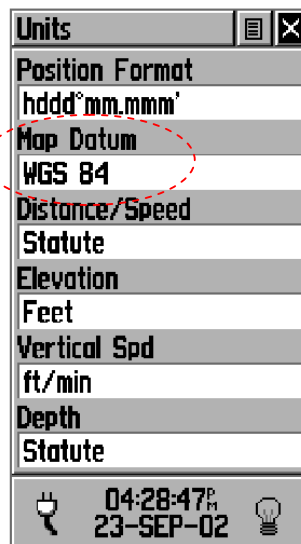 Units
Position Format
hddd°mm.mmm'
Map Datum
WGS 84
Distance/Speed
Statute
Elevation
Feet
Vertical Spd
ft/min
Depth
Statute
04:28:47PM
23-SEP-02